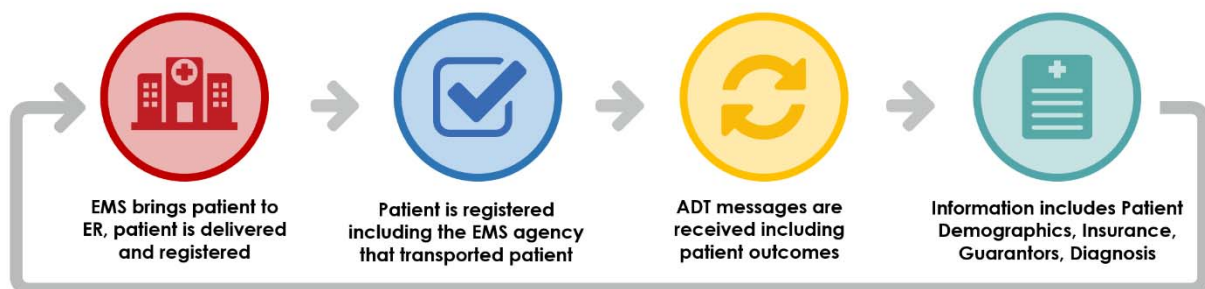 EMS brings patient to
ER, patient is delivered
and registered
Patient is registered
including the EMS agency
that transported patient
ADT messages are
received including
patient outcomes
Information includes Patient
Demographics, Insurance,
Guarantors, Diagnosis